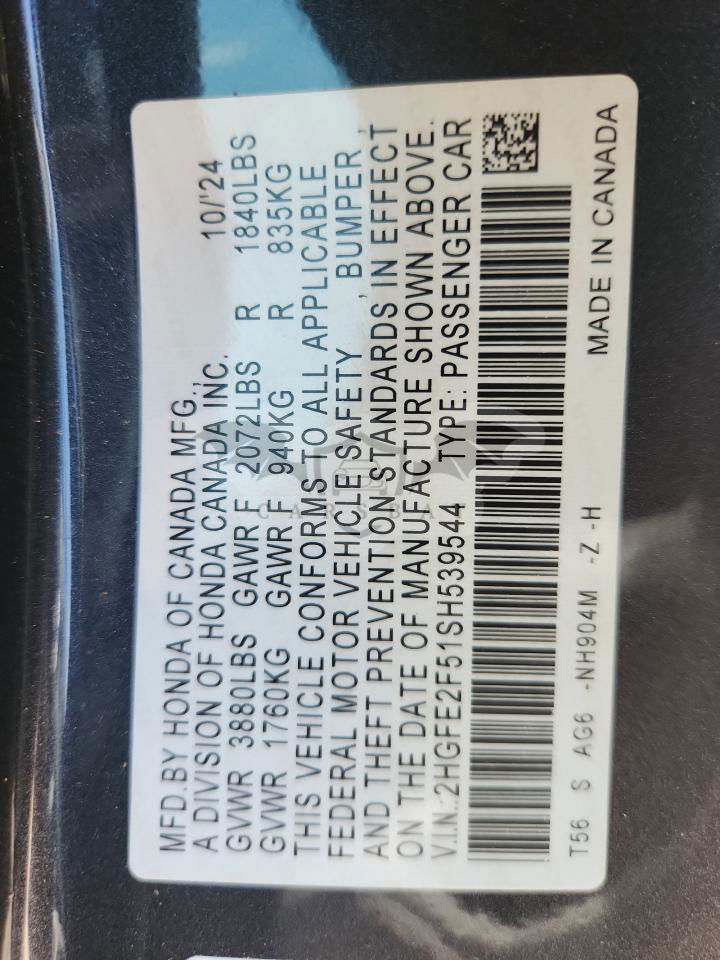 MFD.BY HONDA OF CANADA MFG., 10/'24
A DIVISION OF HONDA CANADA INC.
GVWR 3880LBS GAWR F 2072LBS R 1840LBS
GVWR 1760KG GAWR F 940KG R 835KG
THIS VEHICLE CONFORMS TO ALL APPLICABLE
FEDERAL MOTOR VEHICLE SAFETY , BUMPER ,
AND THEFT PREVENTION STANDARDS IN EFFECT
ON THE DATE OF MANUFACTURE SHOWN ABOVE.
V.I.N.:2HGFE2F51SH539544 TYPE: PASSENGER CAR
T56 S AG6 -NH904M -Z -H MADE IN CANADA
CARSBAT